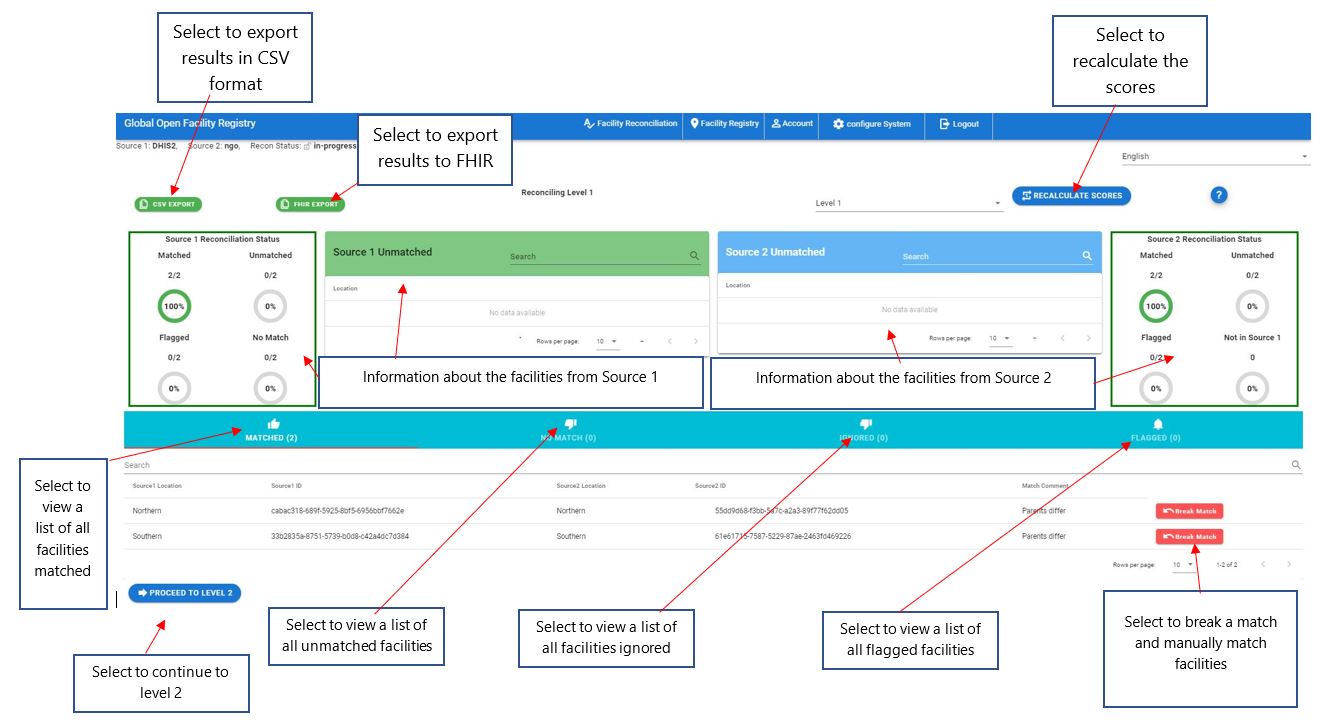 Select to export
results in CSV
format
Select to
recalculate the
scores
Global Open Facility Registry
Facility Reconciliation
Facility Registry
Account
configure System
Logout
Select to export
results to FHIR
Source 1: DHIS2, Source 2: ngo, Recon Status: in-progress
English
CSV EXPORT
FHIR EXPORT
Reconciling Level 1
Level 1
RECALCULATE SCORES
?
Source 1 Reconciliation Status
Matched Unmatched
2/2 0/2
100% 0%
Flagged No Match
0/2 0/2
0% 0%
Source 1 Unmatched
Search
Location
No data available
Rows per page: 10 -
Source 2 Unmatched
Search
Location
No data available
Rows per page: 10 -
Source 2 Reconciliation Status
Matched Unmatched
2/2 0/2
100% 0%
Flagged Not in Source 1
0/2 0
0% 0%
Information about the facilities from Source 1
Information about the facilities from Source 2
MATCHED (2)
NO MATCH (0)
IGNORED (0)
FLAGGED (0)
Search
Source1 Location Source1 ID Source2 Location Source2 ID Match Comment
Northern cabac318-689f-5925-8bf5-6956bbf7662e Northern Parents differ Break Match
Southern 33b2835a-8751-5739-b0d8-c42a4dc7d384 Southern 61e61715-7587-5229-87ae-2463fd469226 Parents differ Break Match
Rows per page: 10 1-2 of 2
PROCEED TO LEVEL 2
Select to
view a
list of all
facilities
matched
Select to continue to
level 2
Select to view a list of
all unmatched facilities
Select to view a list of
all facilities ignored
Select to view a list of
all flagged facilities
Select to break a match
and manually match
facilities